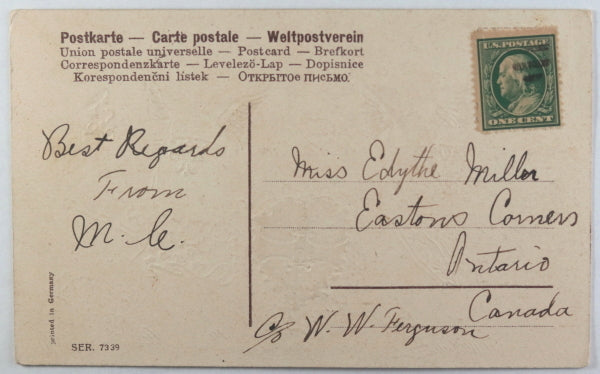 Postkarte — Carte postale — Weltpostverein
Union postale universelle — Postcard — Brefkort
Correspondenzkarte — Levelező-Lap — Dopisnice
Korespondenční lístek — Открытое письмо.
U.S. POSTAGE
ONE CENT
Best Regards
From
M. C.
Miss Edythe Miller
Eastons Corners
Ontario
Canada
c/o W. W. Ferguson
printed in Germany
SER. 7339